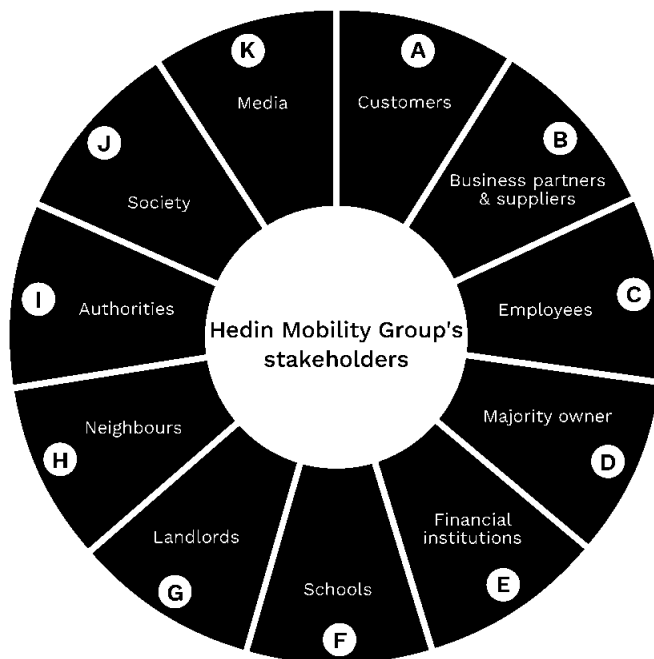 K
Media
A
Customers
B
Business partners
& suppliers
C
Employees
D
Majority owner
E
Financial
institutions
F
Schools
G
Landlords
H
Neighbours
I
Authorities
J
Society
Hedin Mobility Group's
stakeholders